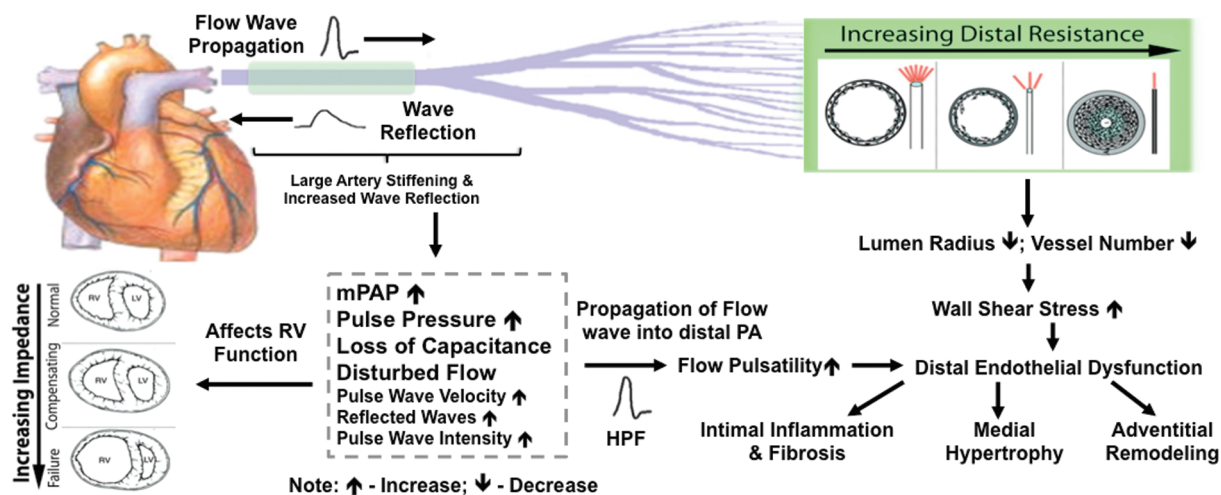 Flow Wave
Propagation
Wave
Reflection
Large Artery Stiffening &
Increased Wave Reflection
Increasing Distal Resistance
Lumen Radius 🡻; Vessel Number 🡻
Wall Shear Stress 🡹
Distal Endothelial Dysfunction
Intimal Inflammation
& Fibrosis
Medial
Hypertrophy
Adventitial
Remodeling
Propagation of Flow
wave into distal PA
Flow Pulsatility🡹
HPF
mPAP 🡹
Pulse Pressure 🡹
Loss of Capacitance
Disturbed Flow
Pulse Wave Velocity 🡹
Reflected Waves 🡹
Pulse Wave Intensity 🡹
Affects RV
Function
Increasing Impedance
Normal
RV LV
Compensating
RV LV
Failure
RV LV
Note: 🡹 - Increase; 🡻 - Decrease